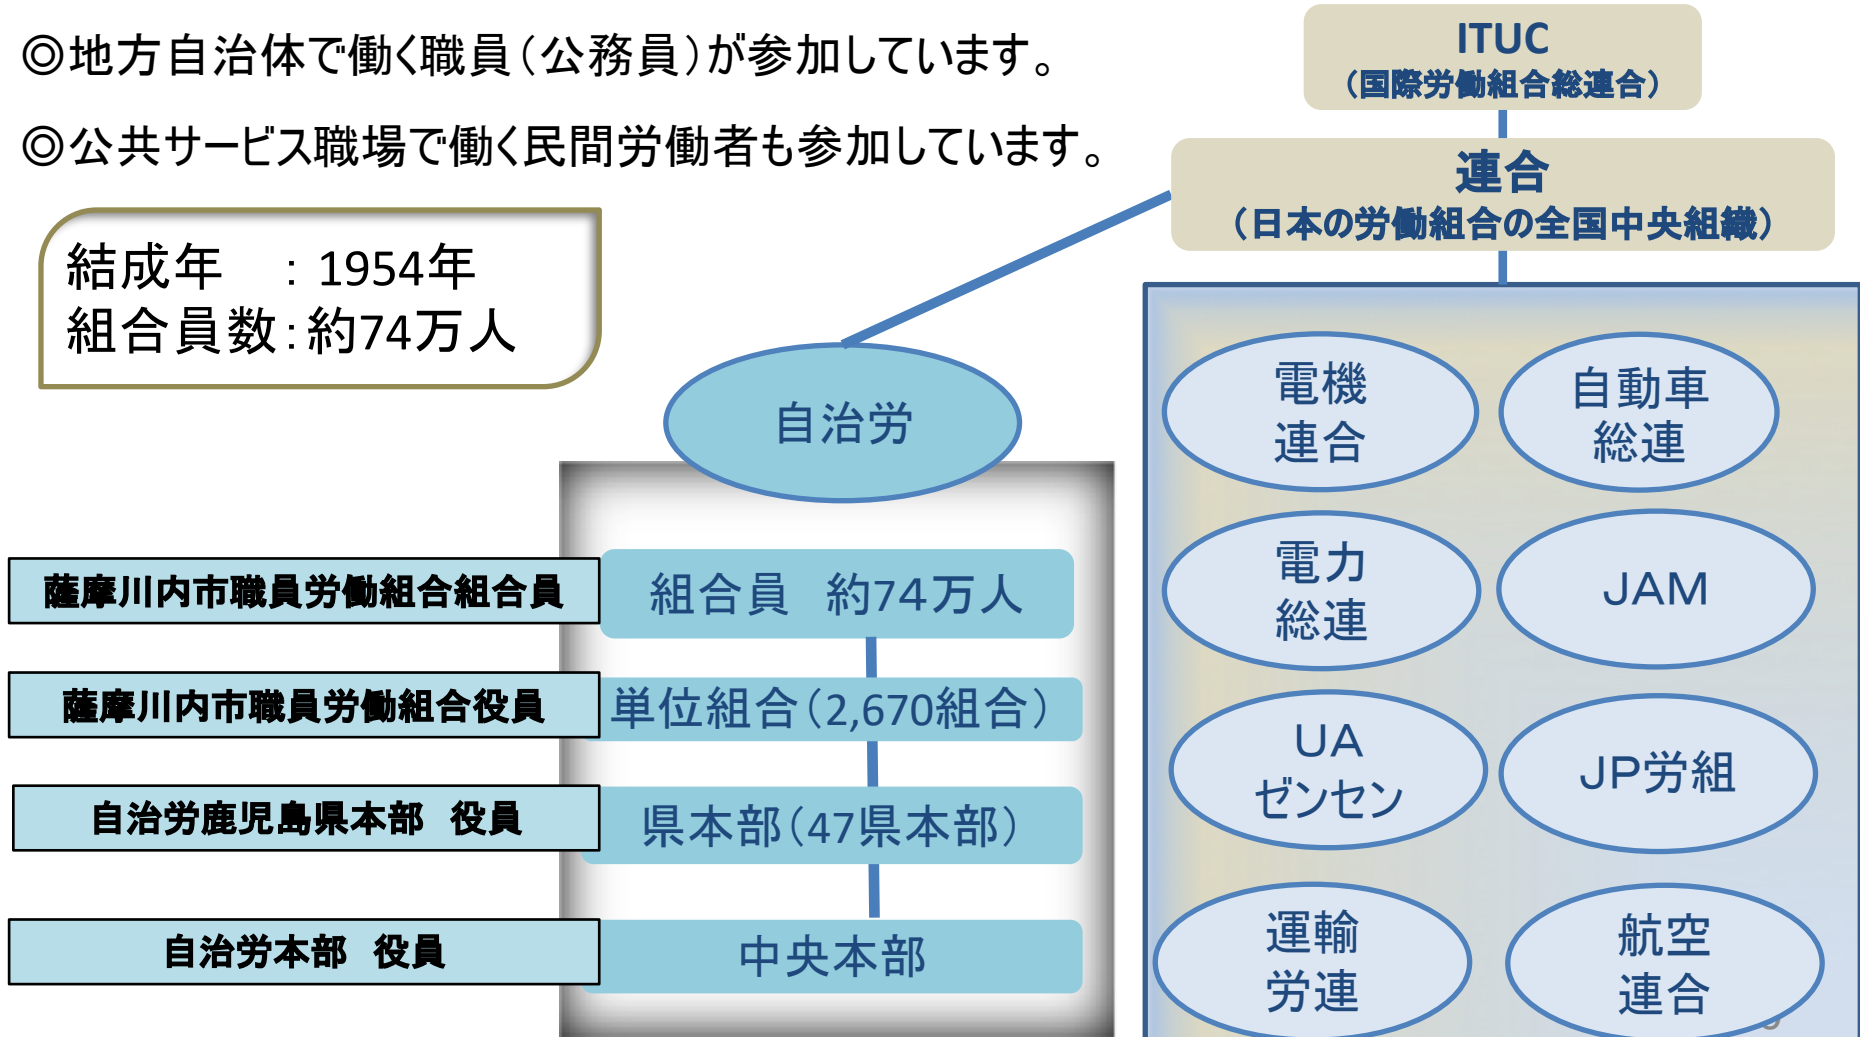 ◎地方自治体で働く職員（公務員）が参加しています。
◎公共サービス職場で働く民間労働者も参加しています。
結成年　：1954年
組合員数：約74万人
ITUC
（国際労働組合総連合）
連合
（日本の労働組合の全国中央組織）
自治労
薩摩川内市職員労働組合組合員
組合員　約74万人
薩摩川内市職員労働組合役員
単位組合（2,670組合）
自治労鹿児島県本部　役員
県本部（47県本部）
自治労本部　役員
中央本部
電機
連合
自動車
総連
電力
総連
JAM
UA
ゼンセン
JP労組
運輸
労連
航空
連合